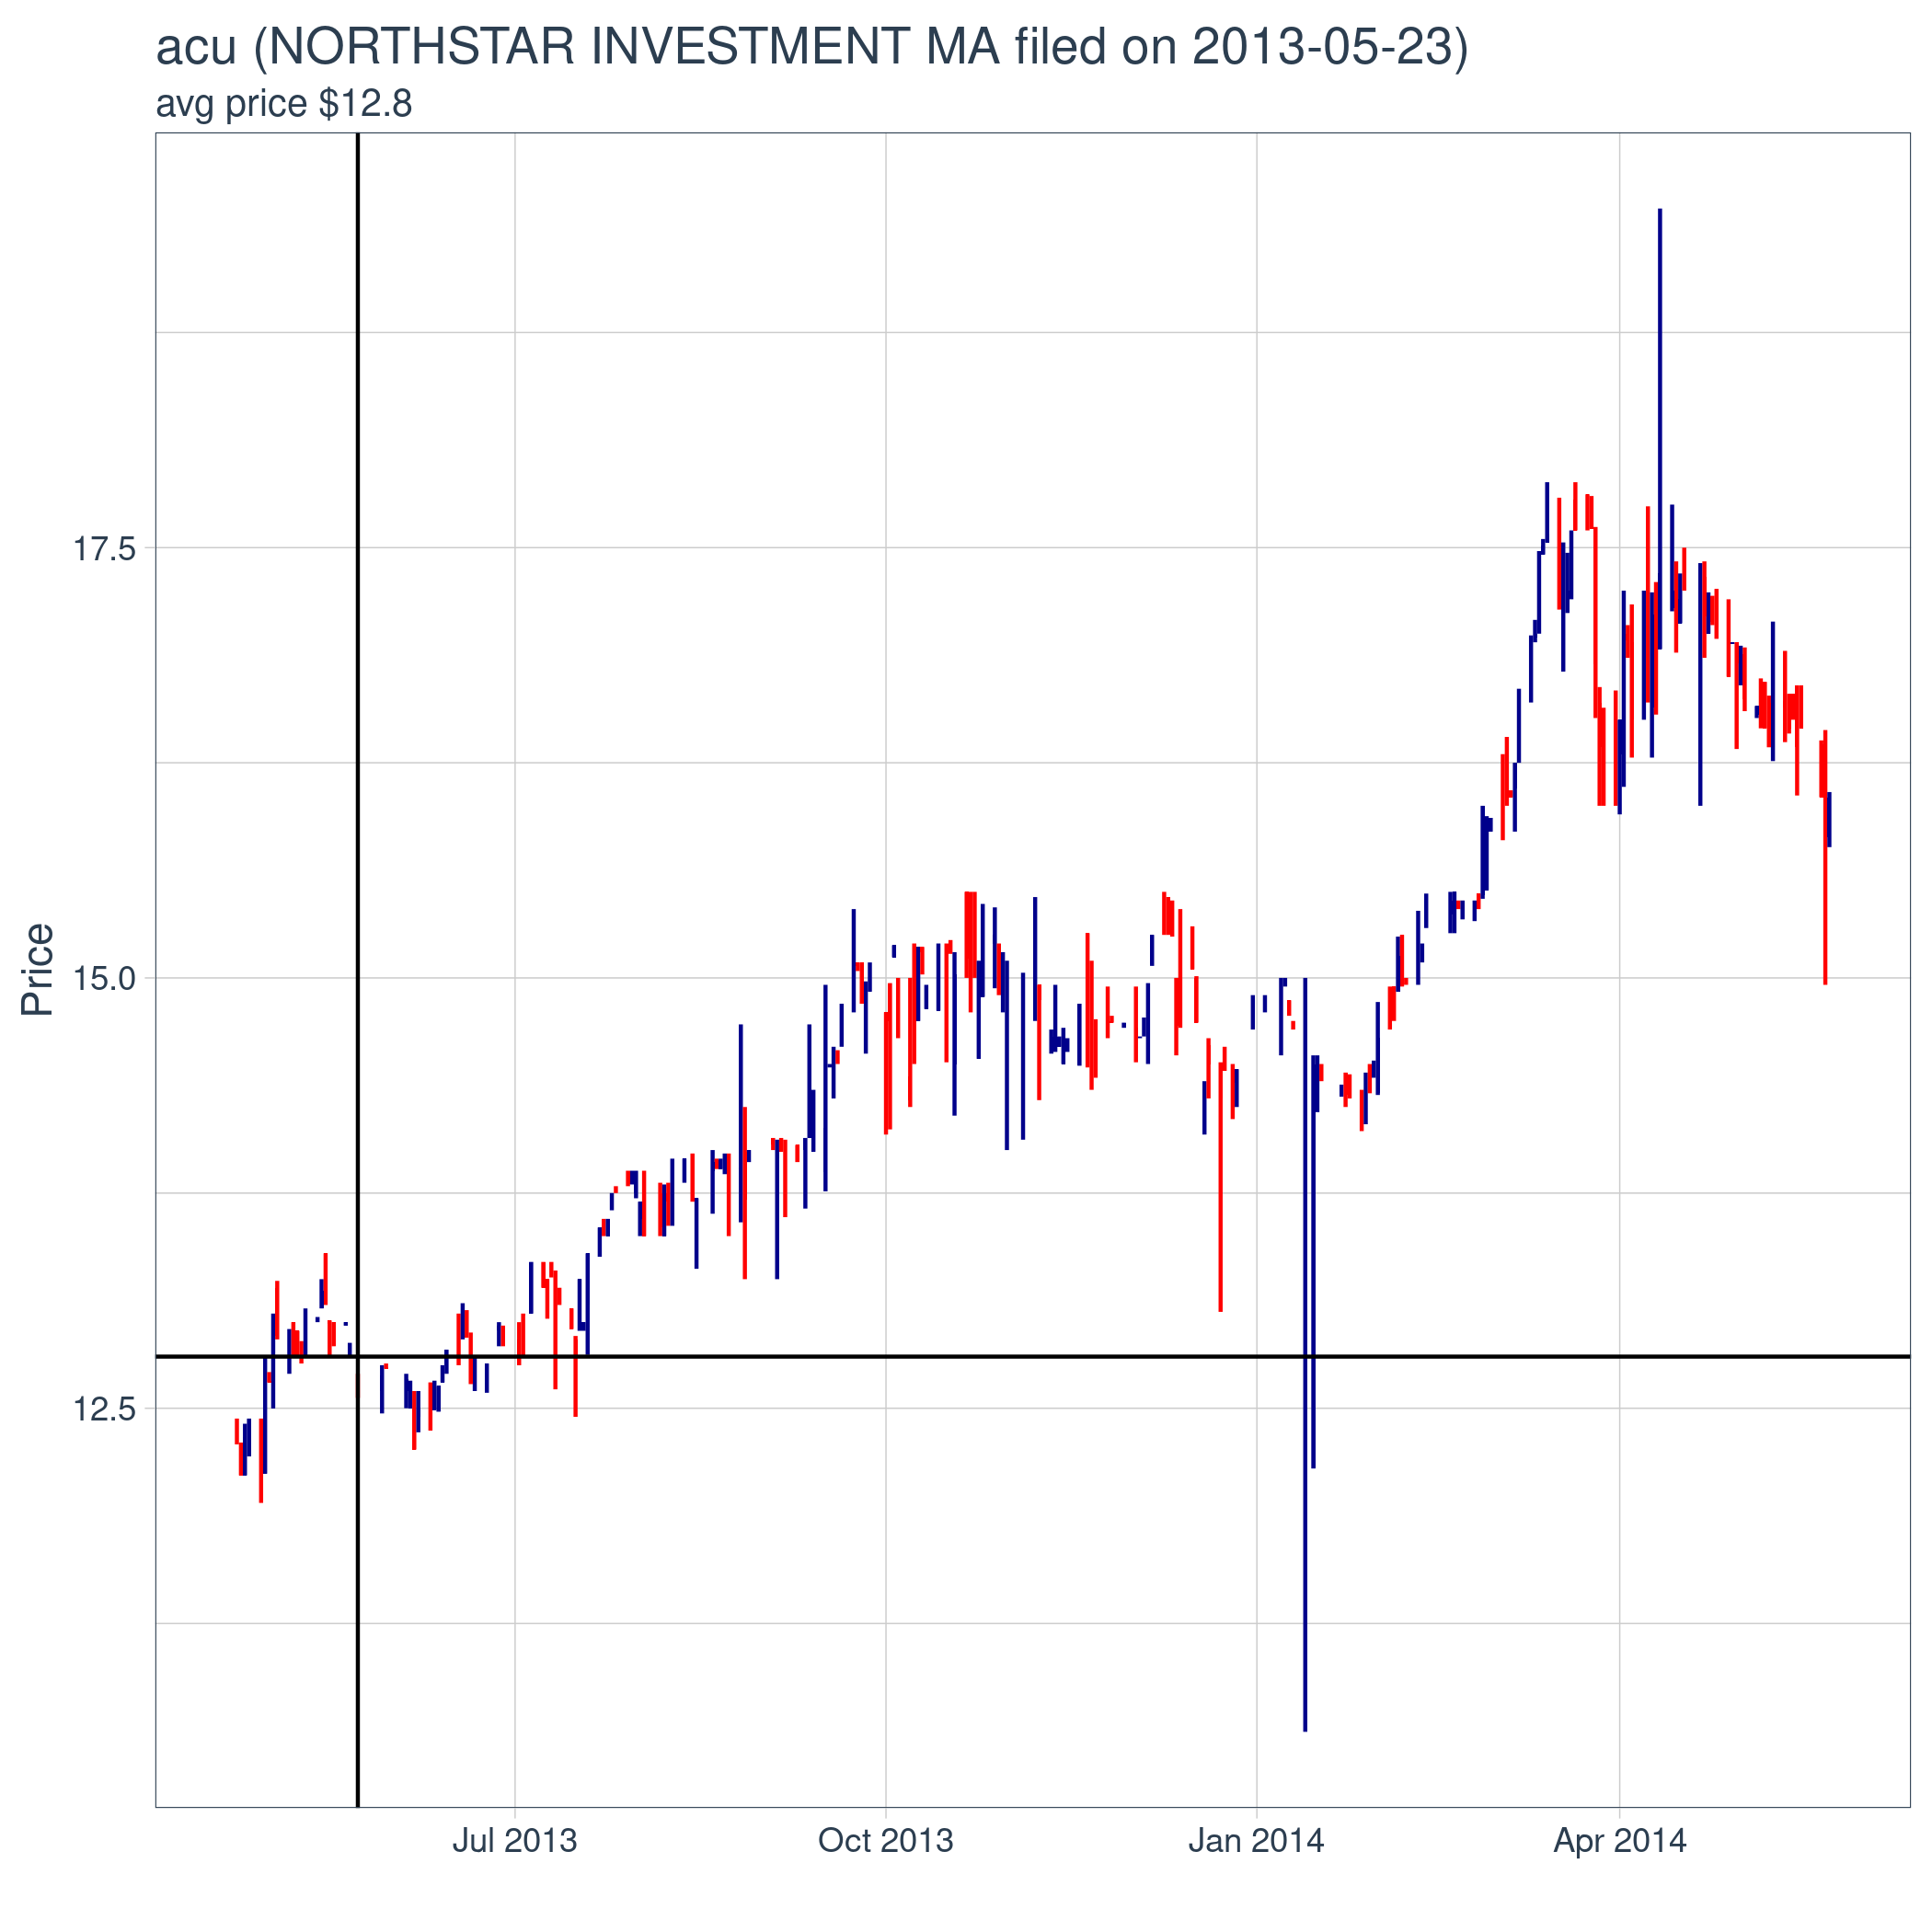 acu (NORTHSTAR INVESTMENT MA filed on 2013-05-23)
avg price $12.8
Price
17.5
15.0
12.5
Jul 2013
Oct 2013
Jan 2014
Apr 2014